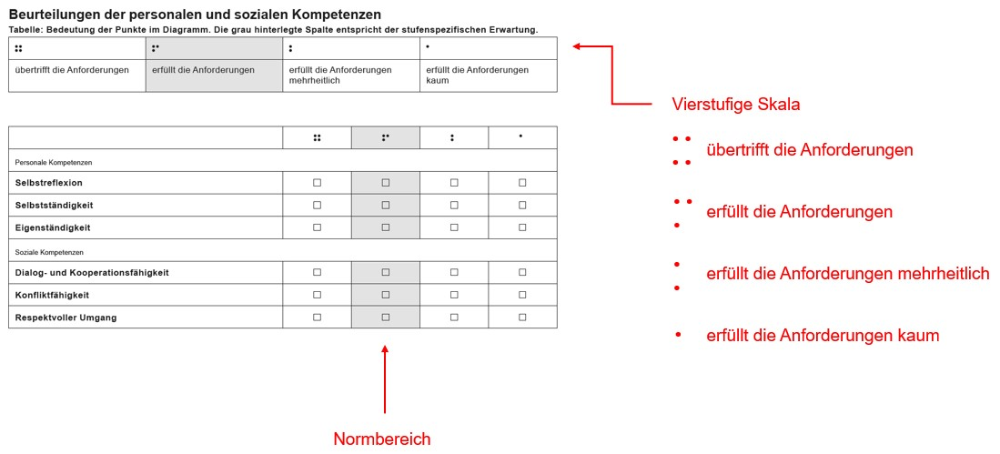 Beurteilungen der personalen und sozialen Kompetenzen
Tabelle: Bedeutung der Punkte im Diagramm. Die grau hinterlegte Spalte entspricht der stufenspezifischen Erwartung.
übertrifft die Anforderungen
erfüllt die Anforderungen
erfüllt die Anforderungen
mehrheitlich
erfüllt die Anforderungen
kaum
Personale Kompetenzen
Selbstreflexion
Selbstständigkeit
Eigenständigkeit
Soziale Kompetenzen
Dialog- und Kooperationsfähigkeit
Konfliktfähigkeit
Respektvoller Umgang
Vierstufige Skala
übertrifft die Anforderungen
erfüllt die Anforderungen
erfüllt die Anforderungen mehrheitlich
erfüllt die Anforderungen kaum
Normbereich